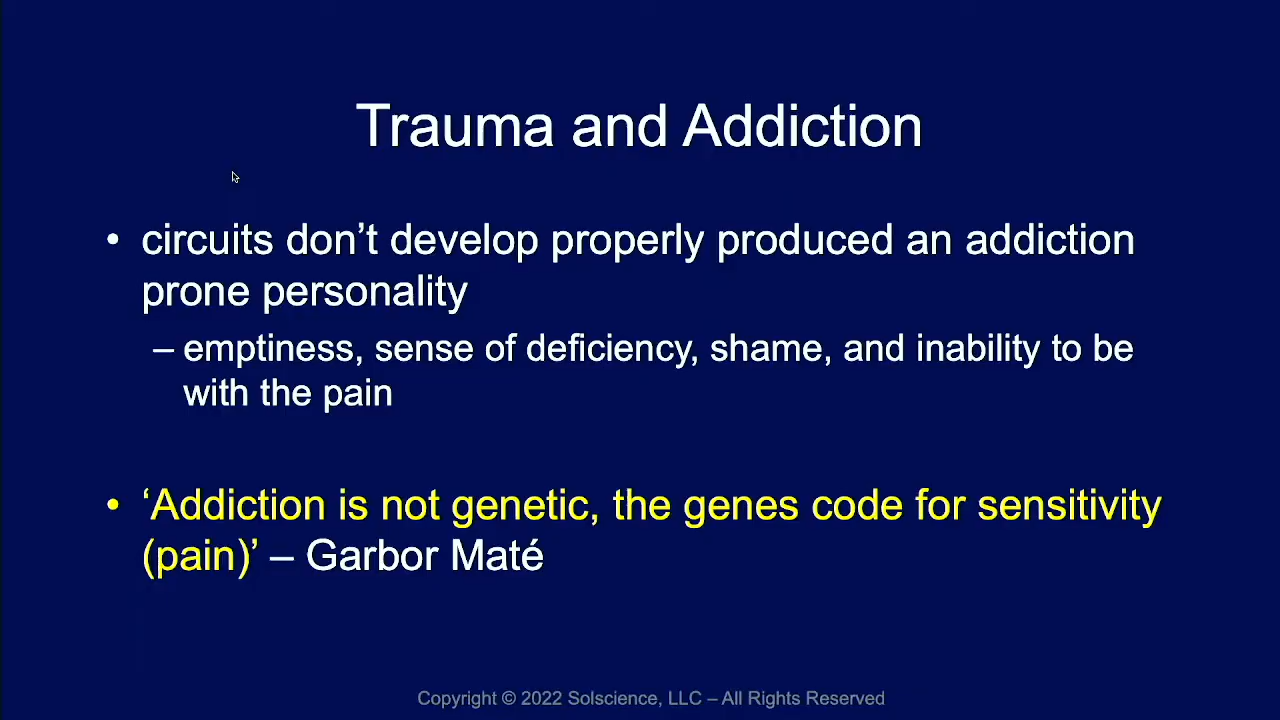 Trauma and Addiction
• circuits don’t develop properly produced an addiction
prone personality
– emptiness, sense of deficiency, shame, and inability to be
with the pain
• ‘Addiction is not genetic, the genes code for sensitivity
(pain)’ – Garbor Maté
Copyright © 2022 Solscience, LLC – All Rights Reserved